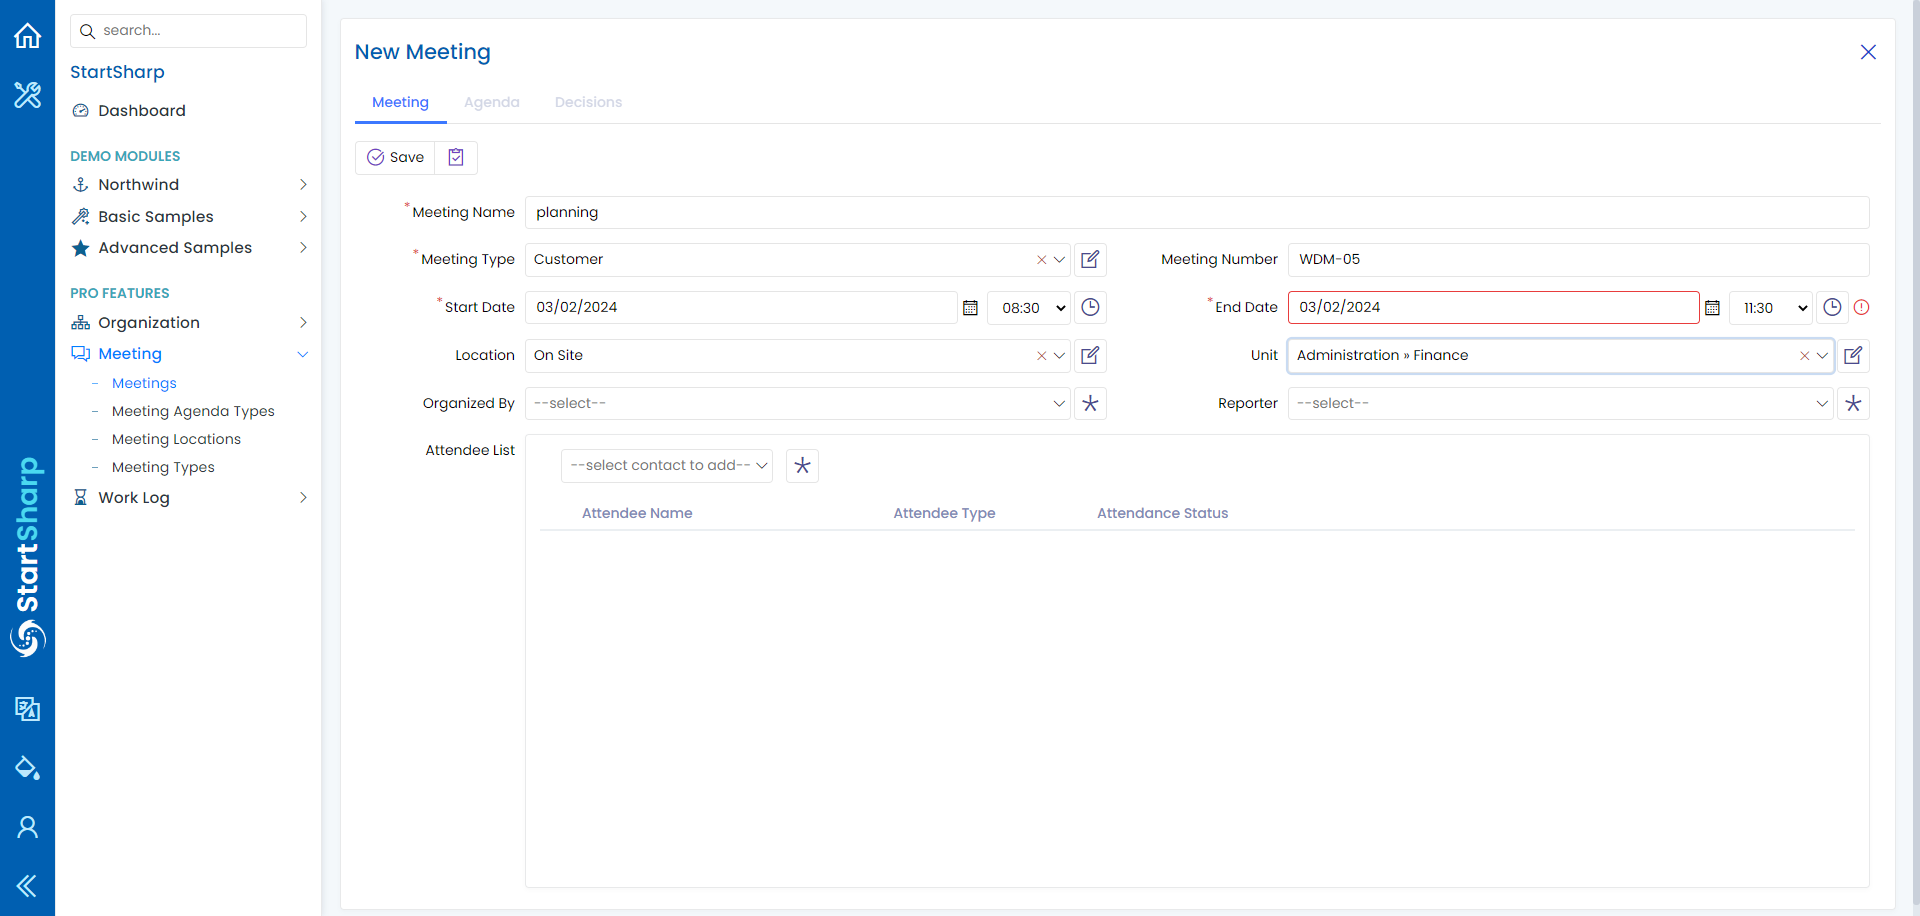 search...
StartSharp
Dashboard
DEMO MODULES
Northwind
Basic Samples
Advanced Samples
PRO FEATURES
Organization
Meeting
Meetings
Meeting Agenda Types
Meeting Locations
Meeting Types
Work Log
StartSharp
New Meeting
Meeting Agenda Decisions
Save
*Meeting Name planning
*Meeting Type Customer Meeting Number WDM-05
*Start Date 03/02/2024 08:30 *End Date 03/02/2024 11:30
Location On Site Unit Administration » Finance
Organized By --select-- Reporter --select--
Attendee List
--select contact to add--
Attendee Name Attendee Type Attendance Status